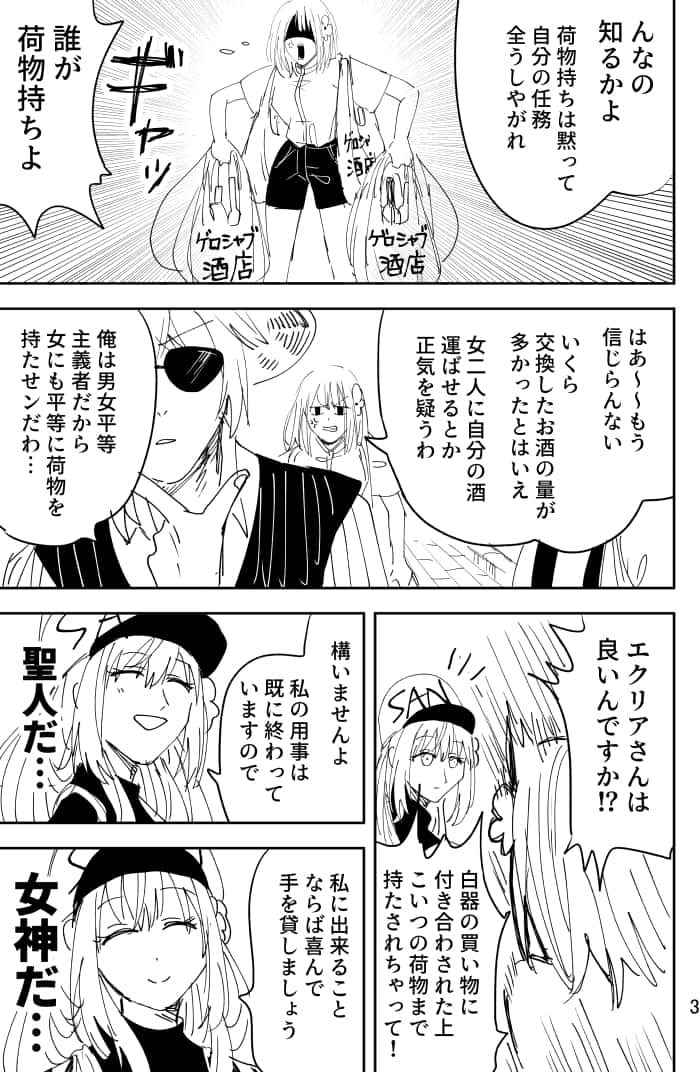 んなの
知るかよ
荷物持ちは黙って
自分の任務
全うしやがれ
ゲロシャブ
酒店
ゲロシャブ
酒店
ゲロシャブ
酒店
ギャッ
誰が
荷物持ちよ
はあ～～もう
信じらんない
いくら
交換したお酒の量が
多かったとはいえ
女二人に自分の酒
運ばせるとか
正気を疑うわ
俺は男女平等
主義者だから
女にも平等に荷物を
持たせンだわ…
エクリアさんは
良いんですか!?
SAN
白器の買い物に
付き合わされた上
こいつの荷物まで
持たされちゃって！
構いませんよ
私の用事は
既に終わって
いますので
聖人だ…
私に出来ること
ならば喜んで
手を貸しましょう
女神だ…
3